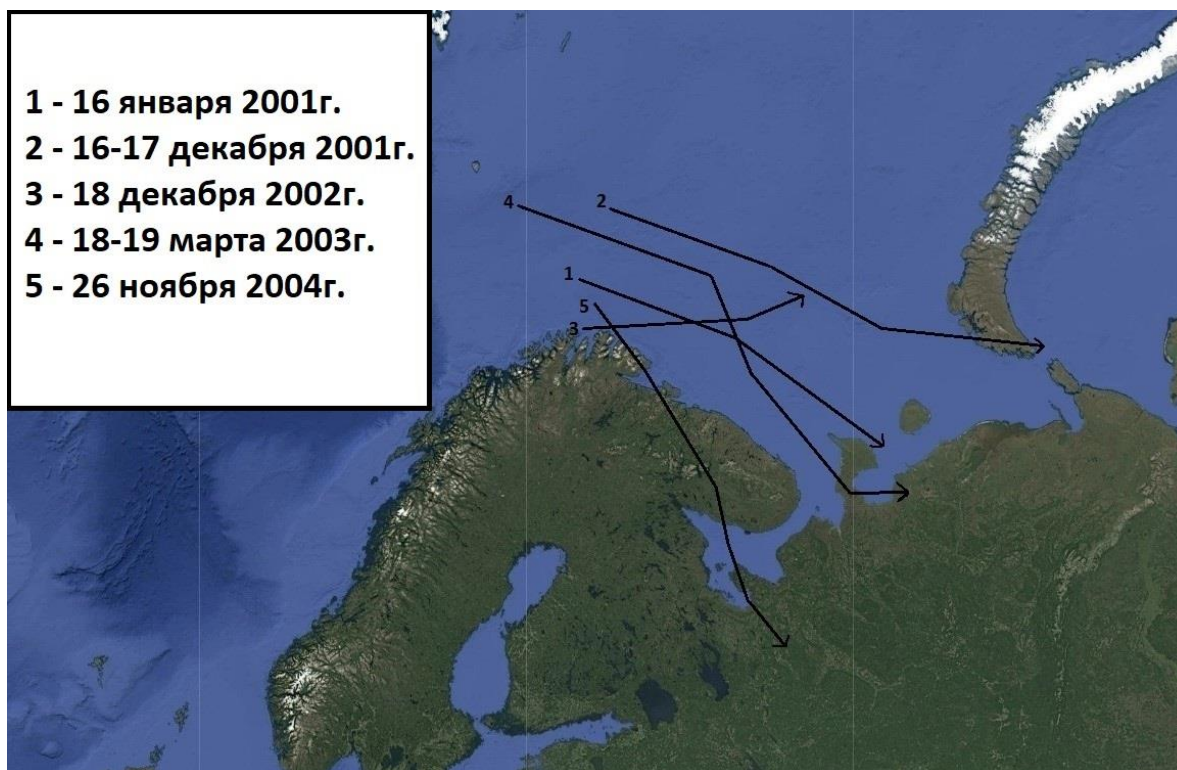 1 - 16 января 2001г.
2 - 16-17 декабря 2001г.
3 - 18 декабря 2002г.
4 - 18-19 марта 2003г.
5 - 26 ноября 2004г.
4
2
1
5
3